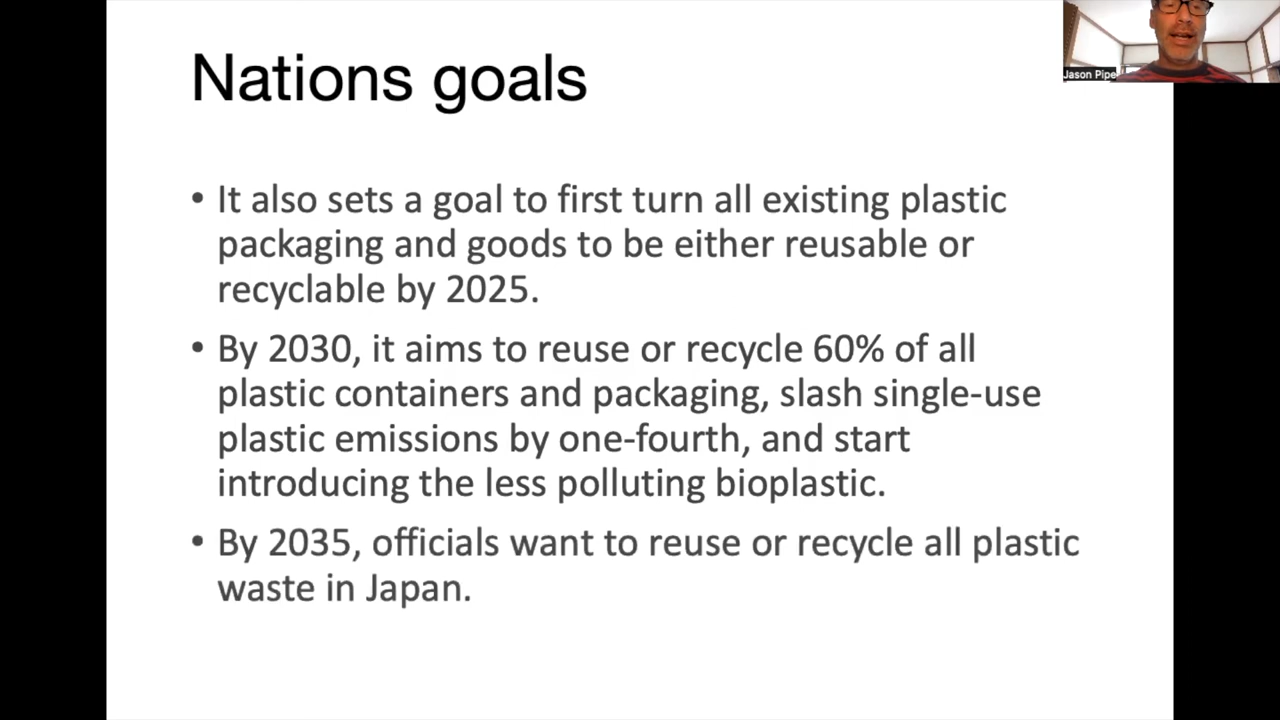 Nations goals
Jason Pipe
• It also sets a goal to first turn all existing plastic
packaging and goods to be either reusable or
recyclable by 2025.
• By 2030, it aims to reuse or recycle 60% of all
plastic containers and packaging, slash single-use
plastic emissions by one-fourth, and start
introducing the less polluting bioplastic.
• By 2035, officials want to reuse or recycle all plastic
waste in Japan.